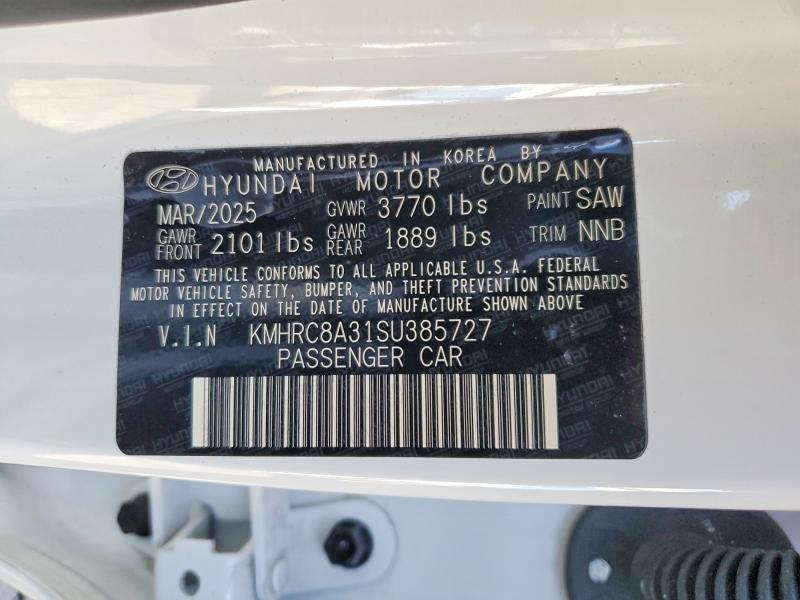 MANUFACTURED IN KOREA BY
HYUNDAI MOTOR COMPANY
MAR/2025 GVWR 3770 lbs PAINT SAW
GAWR FRONT 2101 lbs GAWR REAR 1889 lbs TRIM NNB
THIS VEHICLE CONFORMS TO ALL APPLICABLE U.S.A. FEDERAL
MOTOR VEHICLE SAFETY, BUMPER, AND THEFT PREVENTION STANDARDS
IN EFFECT ON THE DATE OF MANUFACTURE SHOWN ABOVE
V.I.N KMHRC8A31SU385727
PASSENGER CAR